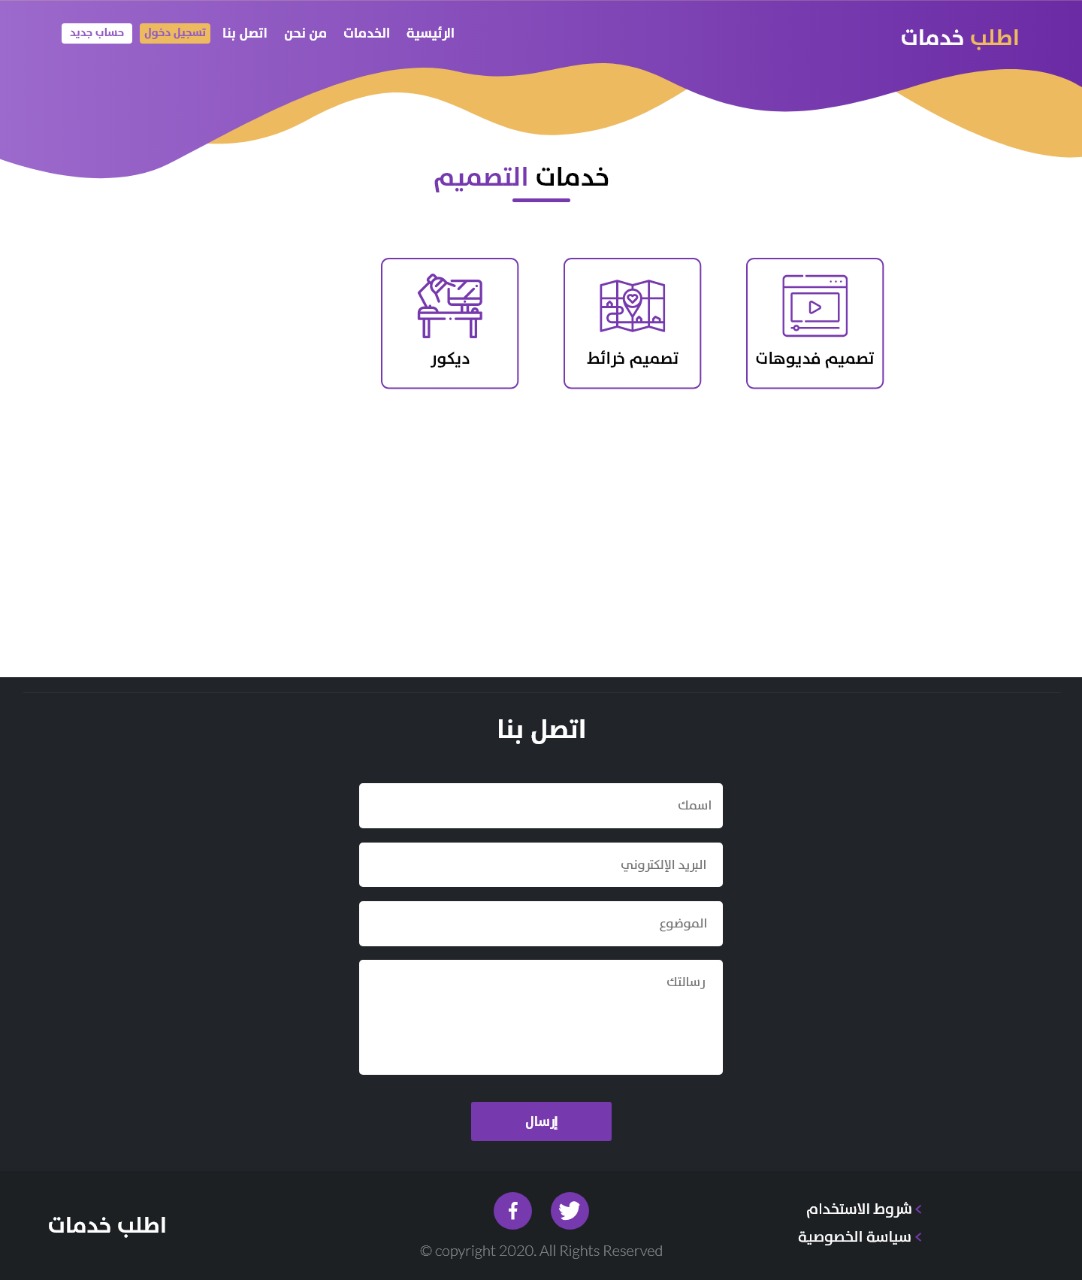 اطلب خدمات
الرئيسية
الخدمات
من نحن
اتصل بنا
تسجيل دخول
حساب جديد
خدمات التصميم
تصميم فديوهات
تصميم خرائط
ديكور
اتصل بنا
اسمك
البريد الإلكتروني
الموضوع
رسالتك
إرسال
شروط الاستخدام
سياسة الخصوصية
© copyright 2020. All Rights Reserved
اطلب خدمات